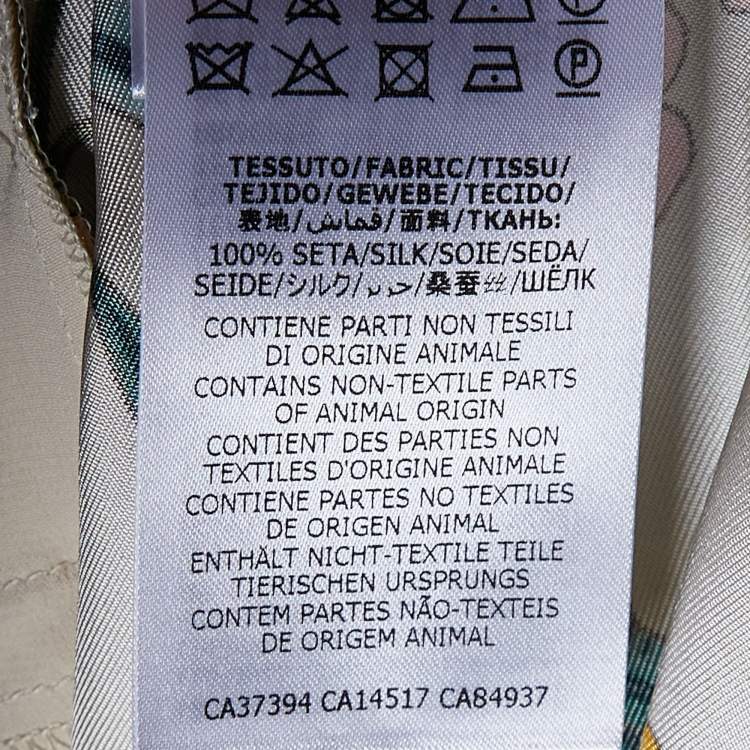 TESSUTO/FABRIC/TISSU/
TEJIDO/GEWEBE/TECIDO/
表地/قماش/面料/ТКАНЬ:
100% SETA/SILK/SOIE/SEDA/
SEIDE/シルク/حرير/桑蚕丝/ШЁЛК
CONTIENE PARTI NON TESSILI
DI ORIGINE ANIMALE
CONTAINS NON-TEXTILE PARTS
OF ANIMAL ORIGIN
CONTIENT DES PARTIES NON
TEXTILES D'ORIGINE ANIMALE
CONTIENE PARTES NO TEXTILES
DE ORIGEN ANIMAL
ENTHÄLT NICHT-TEXTILE TEILE
TIERISCHEN URSPRUNGS
CONTEM PARTES NÃO-TEXTEIS
DE ORIGEM ANIMAL
CA37394 CA14517 CA84937